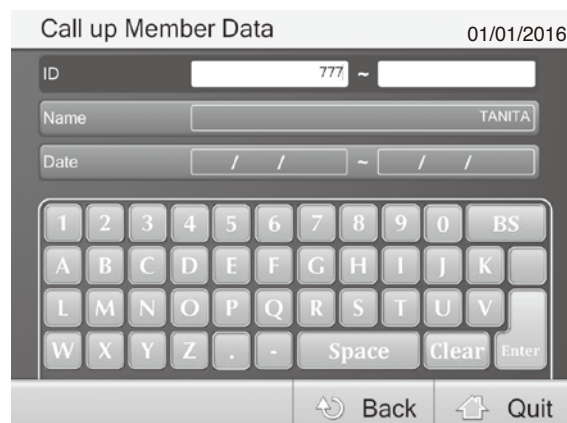 Call up Member Data 01/01/2016
ID 777 ~
Name TANITA
Date / / ~ / /
1 2 3 4 5 6 7 8 9 0 BS
A B C D E F G H I J K
L M N O P Q R S T U V
W X Y Z . - Space Clear Enter
Back Quit